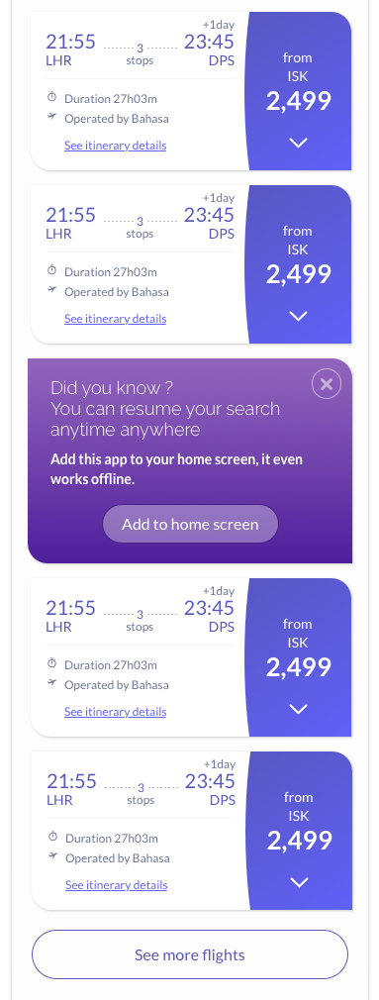 +1day
21:55 3 23:45
LHR stops DPS
Duration 27h03m
Operated by Bahasa
See itinerary details
from
ISK
2,499
+1day
21:55 3 23:45
LHR stops DPS
Duration 27h03m
Operated by Bahasa
See itinerary details
from
ISK
2,499
Did you know ?
You can resume your search
anytime anywhere
Add this app to your home screen, it even
works offline.
Add to home screen
+1day
21:55 3 23:45
LHR stops DPS
Duration 27h03m
Operated by Bahasa
See itinerary details
from
ISK
2,499
+1day
21:55 3 23:45
LHR stops DPS
Duration 27h03m
Operated by Bahasa
See itinerary details
from
ISK
2,499
See more flights